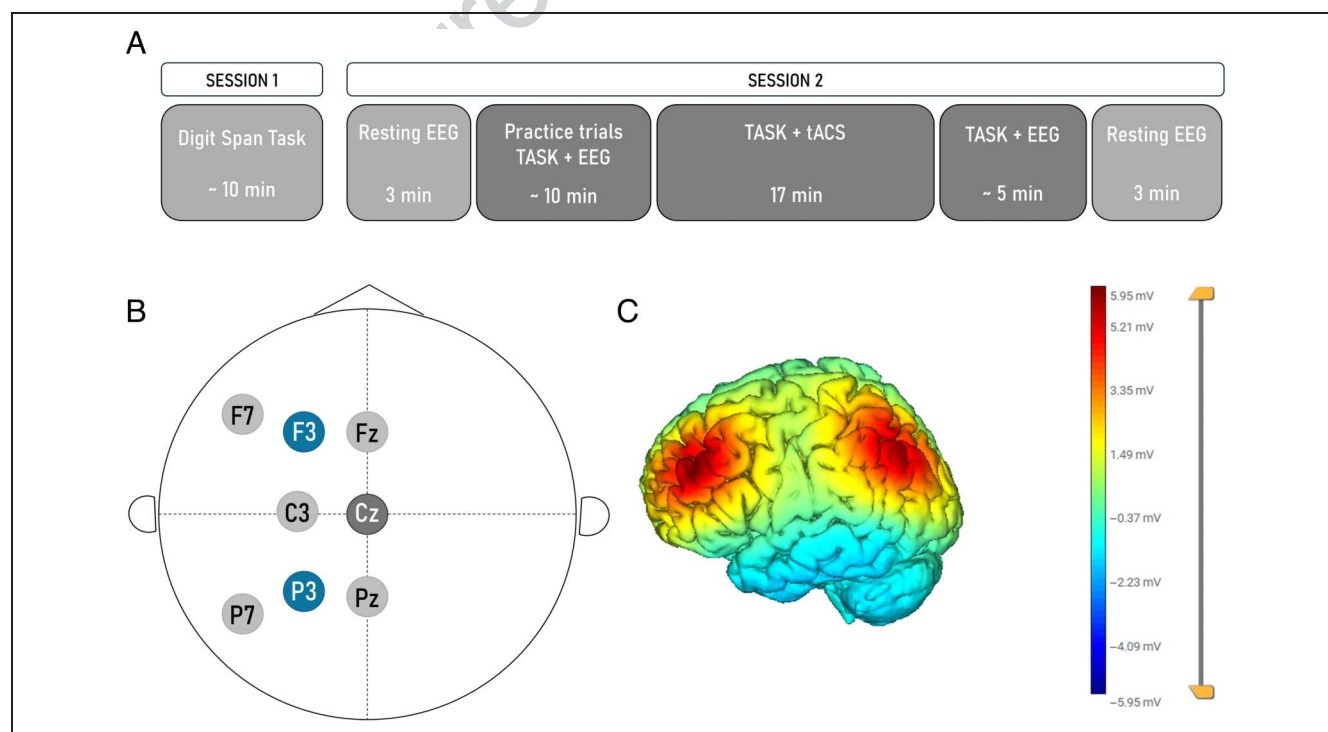 A
SESSION 1
SESSION 2
Digit Span Task
~ 10 min
Resting EEG
3 min
Practice trials
TASK + EEG
~ 10 min
TASK + tACS
17 min
TASK + EEG
~ 5 min
Resting EEG
3 min
B
F7
F3
Fz
C3
Cz
P7
P3
Pz
C
5.95 mV
5.21 mV
3.35 mV
1.49 mV
−0.37 mV
−2.23 mV
−4.09 mV
−5.95 mV